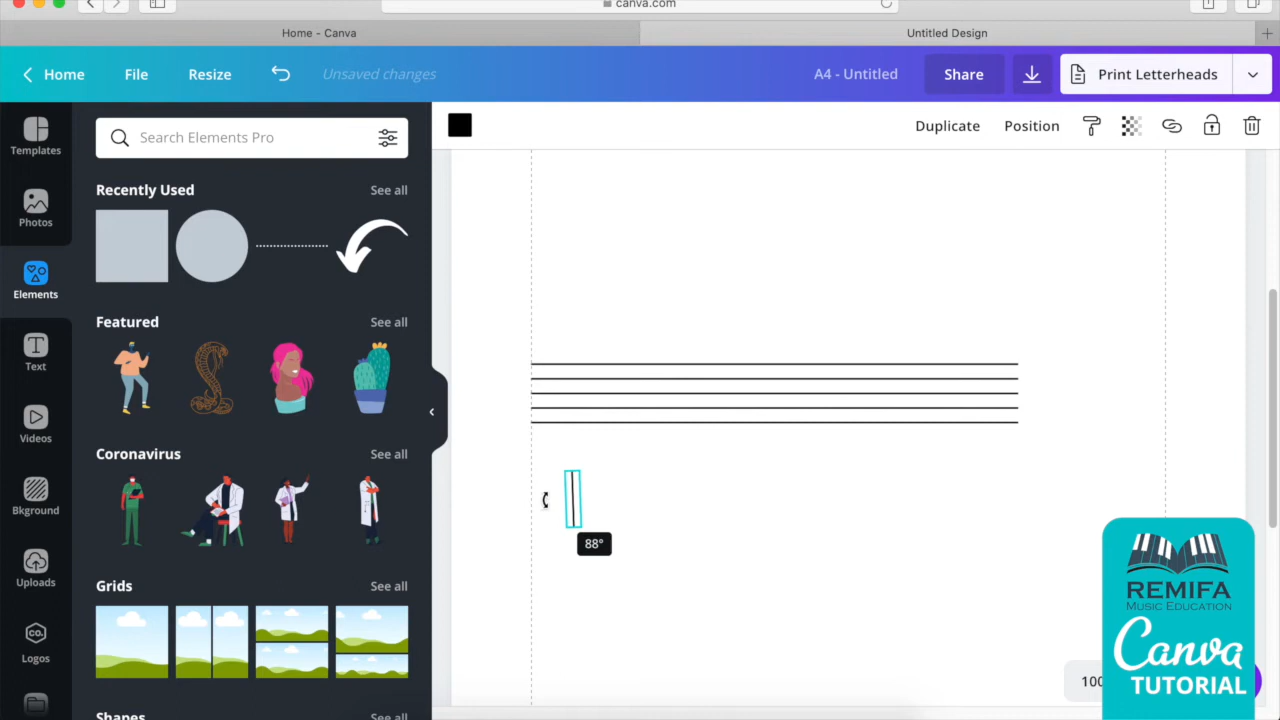 canva.com
Home - Canva
Untitled Design
Home
File
Resize
Unsaved changes
A4 - Untitled
Share
Print Letterheads
Templates
Photos
Elements
Text
Videos
Bkground
Uploads
CO.
Logos
Search Elements Pro
Recently Used
See all
Featured
See all
Coronavirus
See all
Grids
See all
Shapes
See all
Duplicate
Position
88°
REMIFA
MUSIC EDUCATION
Canva
TUTORIAL